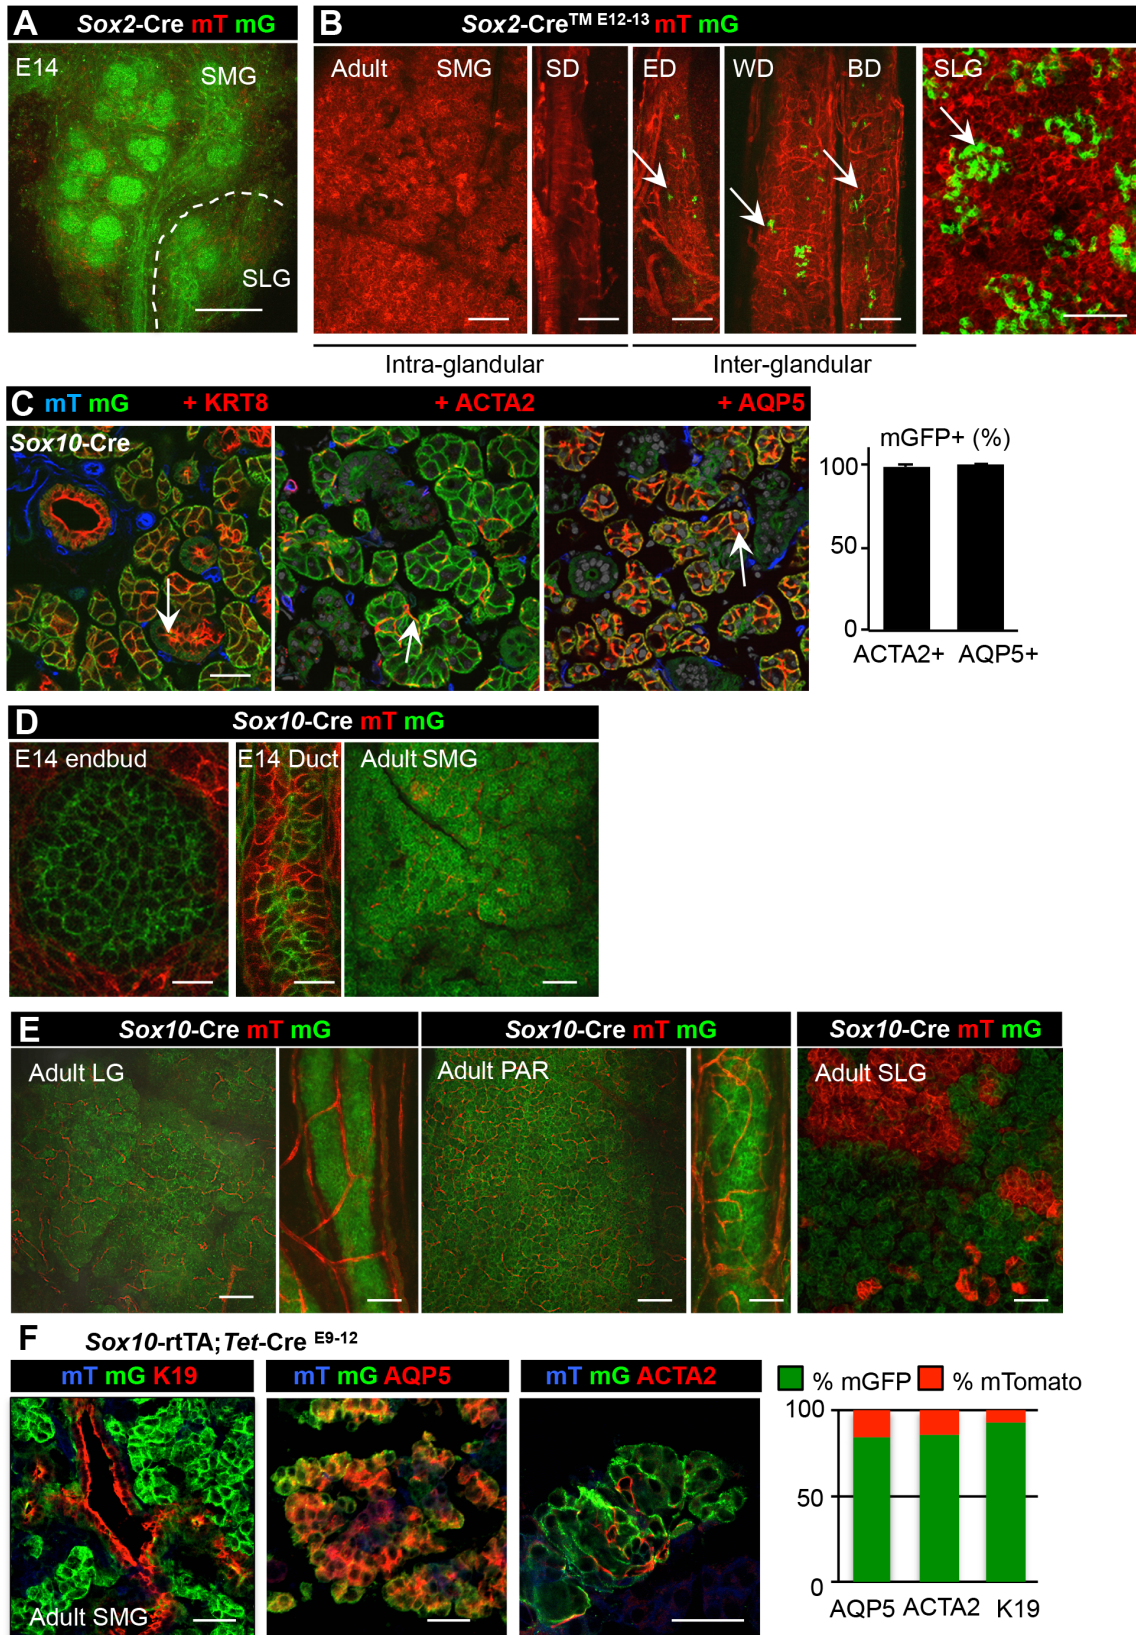 A Sox2-Cre mT mG
E14
SMG
SLG
B Sox2-Cre™ E12-13 mT mG
Adult SMG SD ED WD BD SLG
Intra-glandular Inter-glandular
C mT mG + KRT8 + ACTA2 + AQP5
Sox10-Cre
mGFP+ (%)
100
50
0
ACTA2+ AQP5+
D Sox10-Cre mT mG
E14 endbud E14 Duct Adult SMG
E Sox10-Cre mT mG Sox10-Cre mT mG Sox10-Cre mT mG
Adult LG Adult PAR Adult SLG
F Sox10-rtTA;Tet-Cre E9-12
mT mG K19 mT mG AQP5 mT mG ACTA2
Adult SMG
% mGFP % mTomato
100
50
0
AQP5 ACTA2 K19